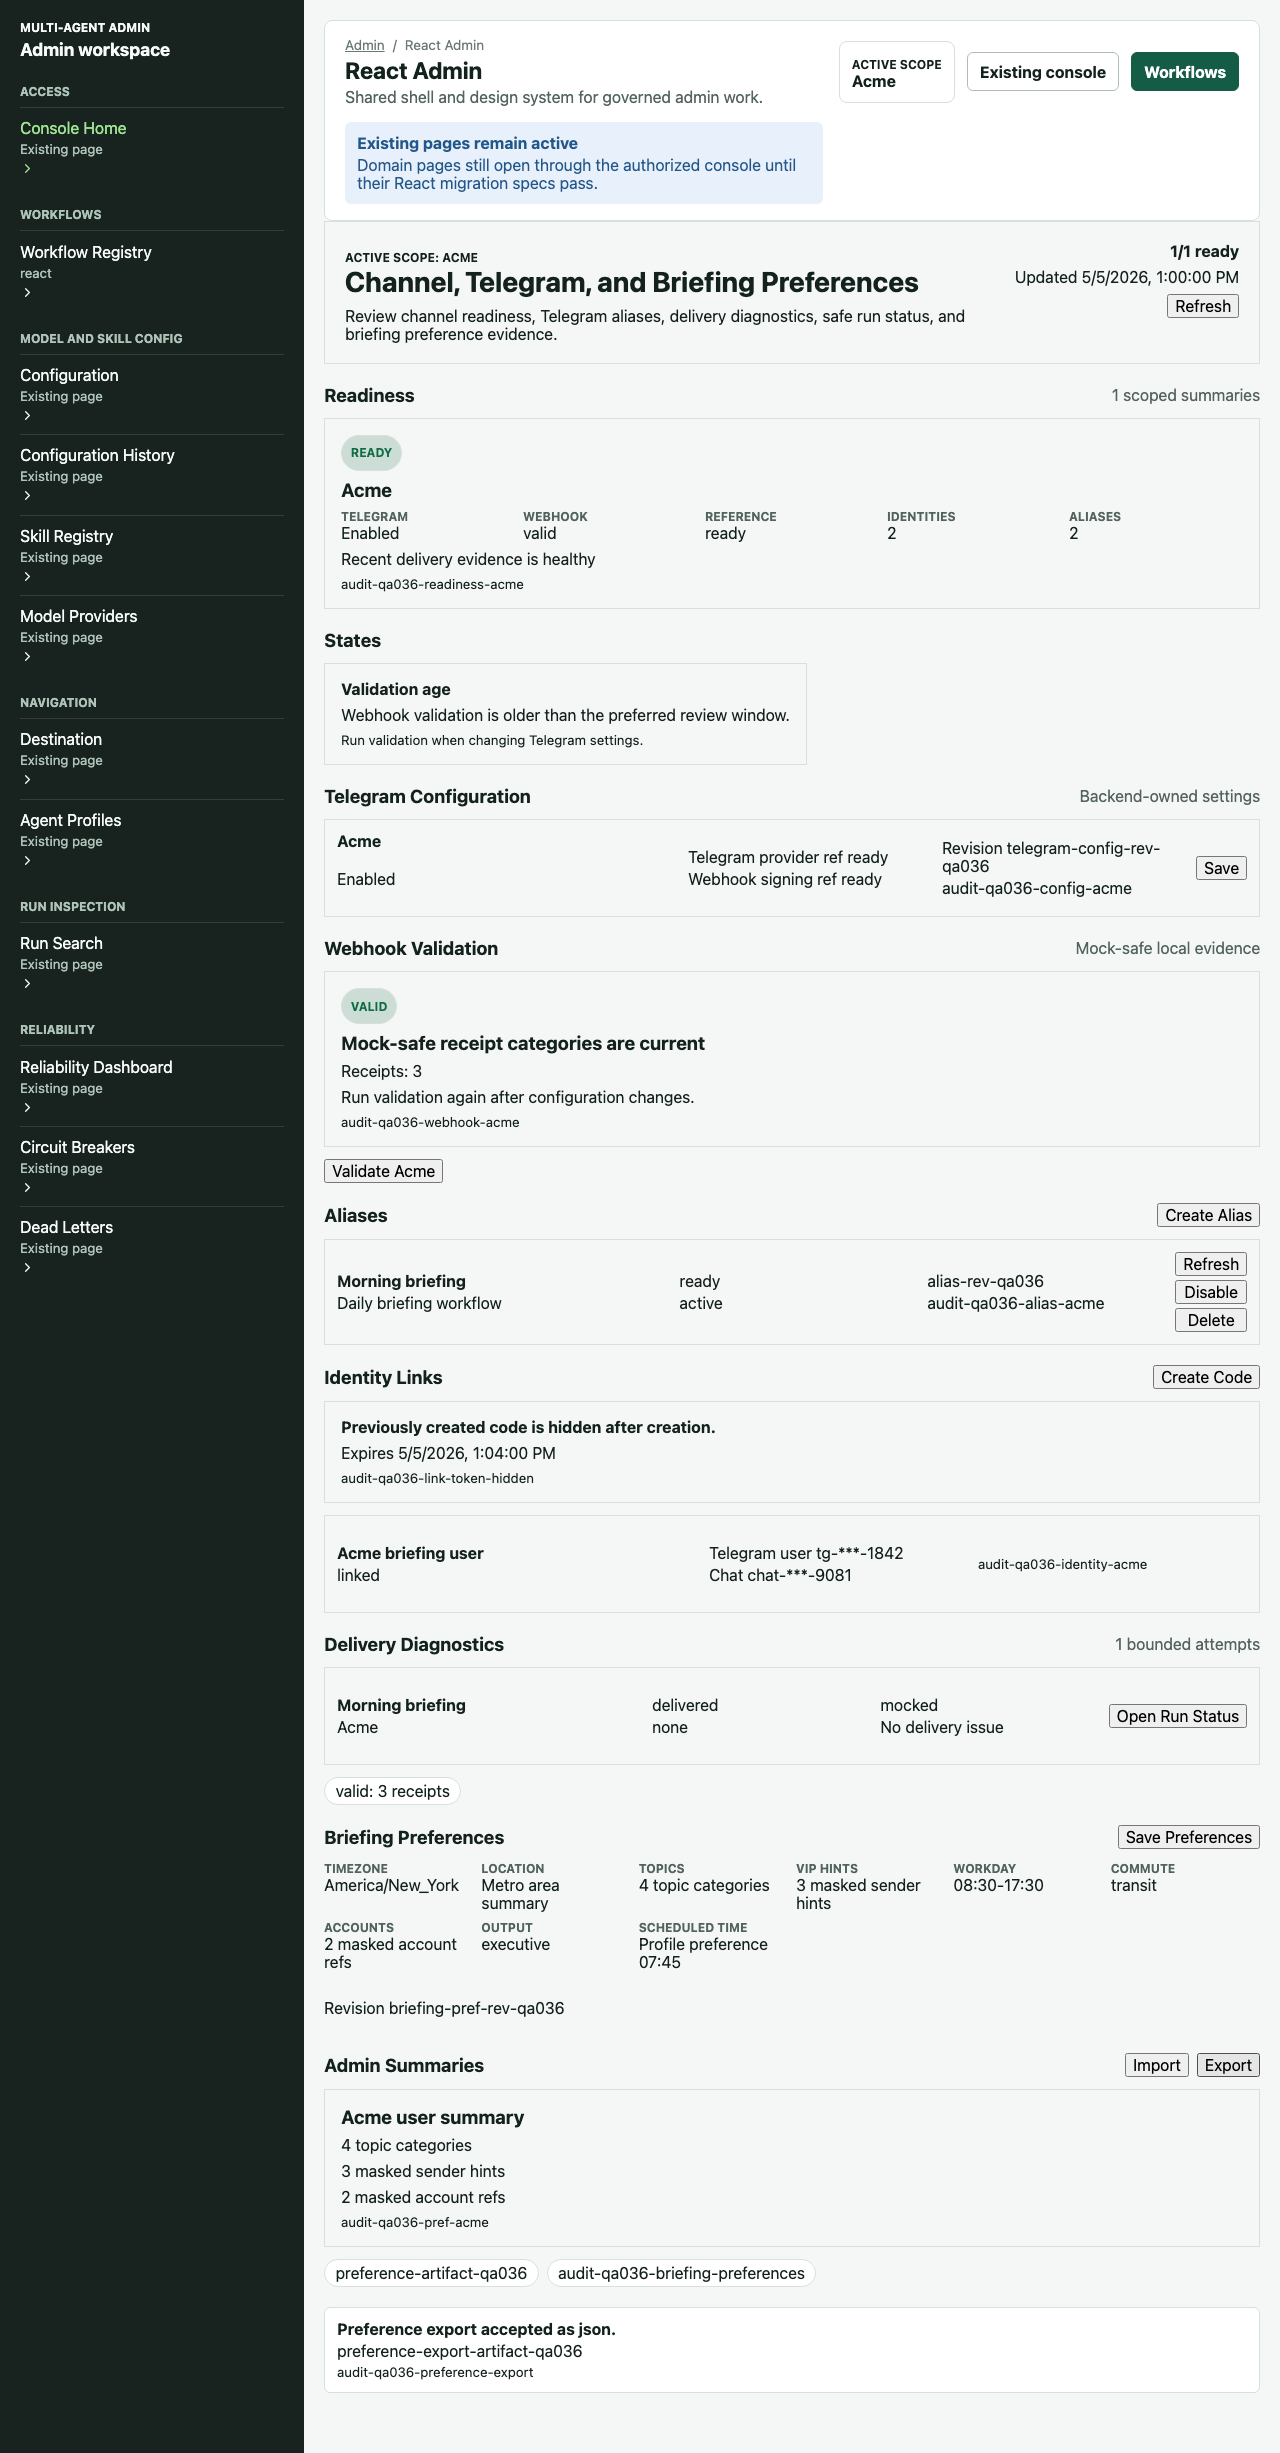 MULTI-AGENT ADMIN
Admin workspace
ACCESS
Console Home
Existing page
WORKFLOWS
Workflow Registry
react
MODEL AND SKILL CONFIG
Configuration
Existing page
Configuration History
Existing page
Skill Registry
Existing page
Model Providers
Existing page
NAVIGATION
Destination
Existing page
Agent Profiles
Existing page
RUN INSPECTION
Run Search
Existing page
RELIABILITY
Reliability Dashboard
Existing page
Circuit Breakers
Existing page
Dead Letters
Existing page
Admin / React Admin
React Admin
Shared shell and design system for governed admin work.
ACTIVE SCOPE
Acme
Existing console
Workflows
Existing pages remain active
Domain pages still open through the authorized console until
their React migration specs pass.
ACTIVE SCOPE: ACME
Channel, Telegram, and Briefing Preferences
Review channel readiness, Telegram aliases, delivery diagnostics, safe run status, and
briefing preference evidence.
1/1 ready
Updated 5/5/2026, 1:00:00 PM
Refresh
Readiness
1 scoped summaries
READY
Acme
TELEGRAM WEBHOOK REFERENCE IDENTITIES ALIASES
Enabled valid ready 2 2
Recent delivery evidence is healthy
audit-qa036-readiness-acme
States
Validation age
Webhook validation is older than the preferred review window.
Run validation when changing Telegram settings.
Telegram Configuration
Backend-owned settings
Acme
Enabled
Telegram provider ref ready
Webhook signing ref ready
Revision telegram-config-rev-
qa036
audit-qa036-config-acme
Save
Webhook Validation
Mock-safe local evidence
VALID
Mock-safe receipt categories are current
Receipts: 3
Run validation again after configuration changes.
audit-qa036-webhook-acme
Validate Acme
Aliases
Create Alias
Morning briefing
Daily briefing workflow
ready
active
alias-rev-qa036
audit-qa036-alias-acme
Refresh
Disable
Delete
Identity Links
Create Code
Previously created code is hidden after creation.
Expires 5/5/2026, 1:04:00 PM
audit-qa036-link-token-hidden
Acme briefing user
linked
Telegram user tg-***-1842
Chat chat-***-9081
audit-qa036-identity-acme
Delivery Diagnostics
1 bounded attempts
Morning briefing
Acme
delivered
none
mocked
No delivery issue
Open Run Status
valid: 3 receipts
Briefing Preferences
Save Preferences
TIMEZONE
America/New_York
LOCATION
Metro area
summary
TOPICS
4 topic categories
VIP HINTS
3 masked sender
hints
WORKDAY
08:30-17:30
COMMUTE
transit
ACCOUNTS
2 masked account
refs
OUTPUT
executive
SCHEDULED TIME
Profile preference
07:45
Revision briefing-pref-rev-qa036
Admin Summaries
Import
Export
Acme user summary
4 topic categories
3 masked sender hints
2 masked account refs
audit-qa036-pref-acme
preference-artifact-qa036
audit-qa036-briefing-preferences
Preference export accepted as json.
preference-export-artifact-qa036
audit-qa036-preference-export